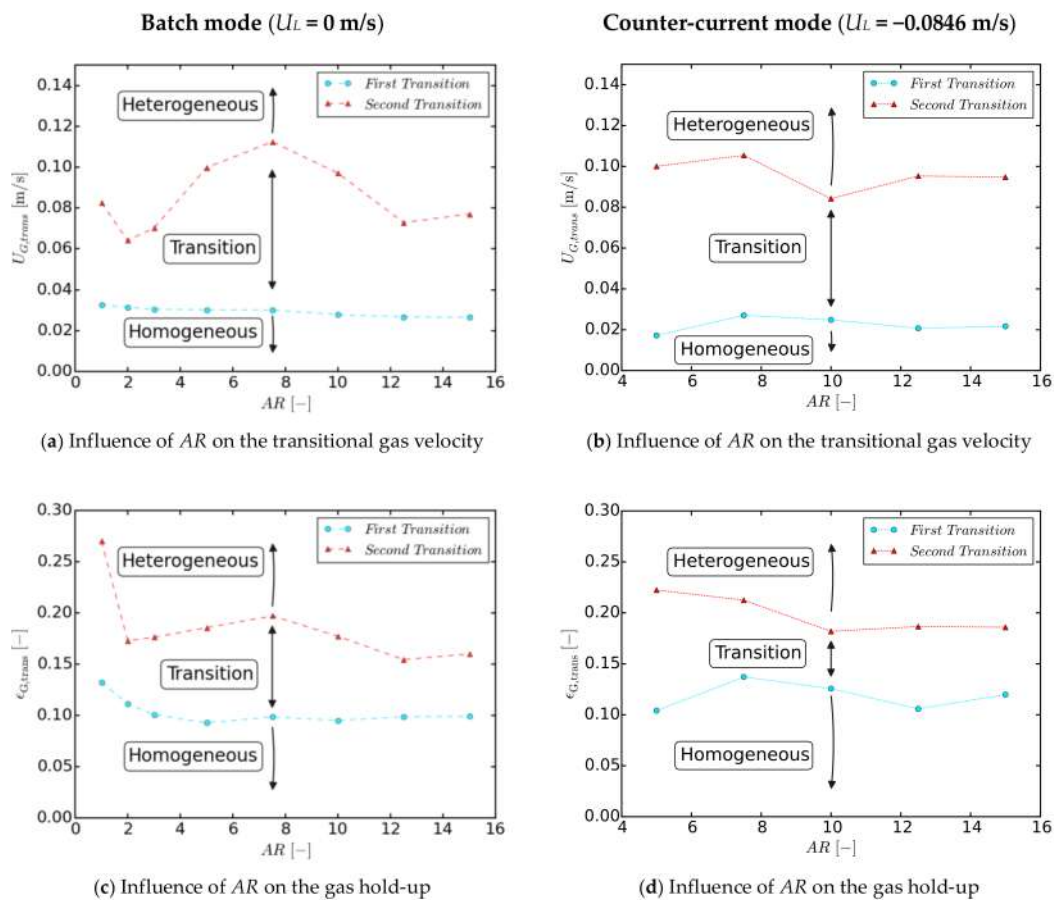 Batch mode (U_L = 0 m/s)
Counter-current mode (U_L = −0.0846 m/s)
0.14
0.12
0.10
0.08
0.06
0.04
0.02
0.00
U_G,trans [m/s]
First Transition
Second Transition
Heterogeneous
Transition
Homogeneous
0 2 4 6 8 10 12 14 16
AR [−]
(a) Influence of AR on the transitional gas velocity
0.14
0.12
0.10
0.08
0.06
0.04
0.02
0.00
U_G,trans [m/s]
First Transition
Second Transition
Heterogeneous
Transition
Homogeneous
4 6 8 10 12 14 16
AR [−]
(b) Influence of AR on the transitional gas velocity
0.30
0.25
0.20
0.15
0.10
0.05
0.00
ϵ_G,trans [−]
First Transition
Second Transition
Heterogeneous
Transition
Homogeneous
0 2 4 6 8 10 12 14 16
AR [−]
(c) Influence of AR on the gas hold-up
0.30
0.25
0.20
0.15
0.10
0.05
0.00
ϵ_G,trans [−]
First Transition
Second Transition
Heterogeneous
Transition
Homogeneous
4 6 8 10 12 14 16
AR [−]
(d) Influence of AR on the gas hold-up